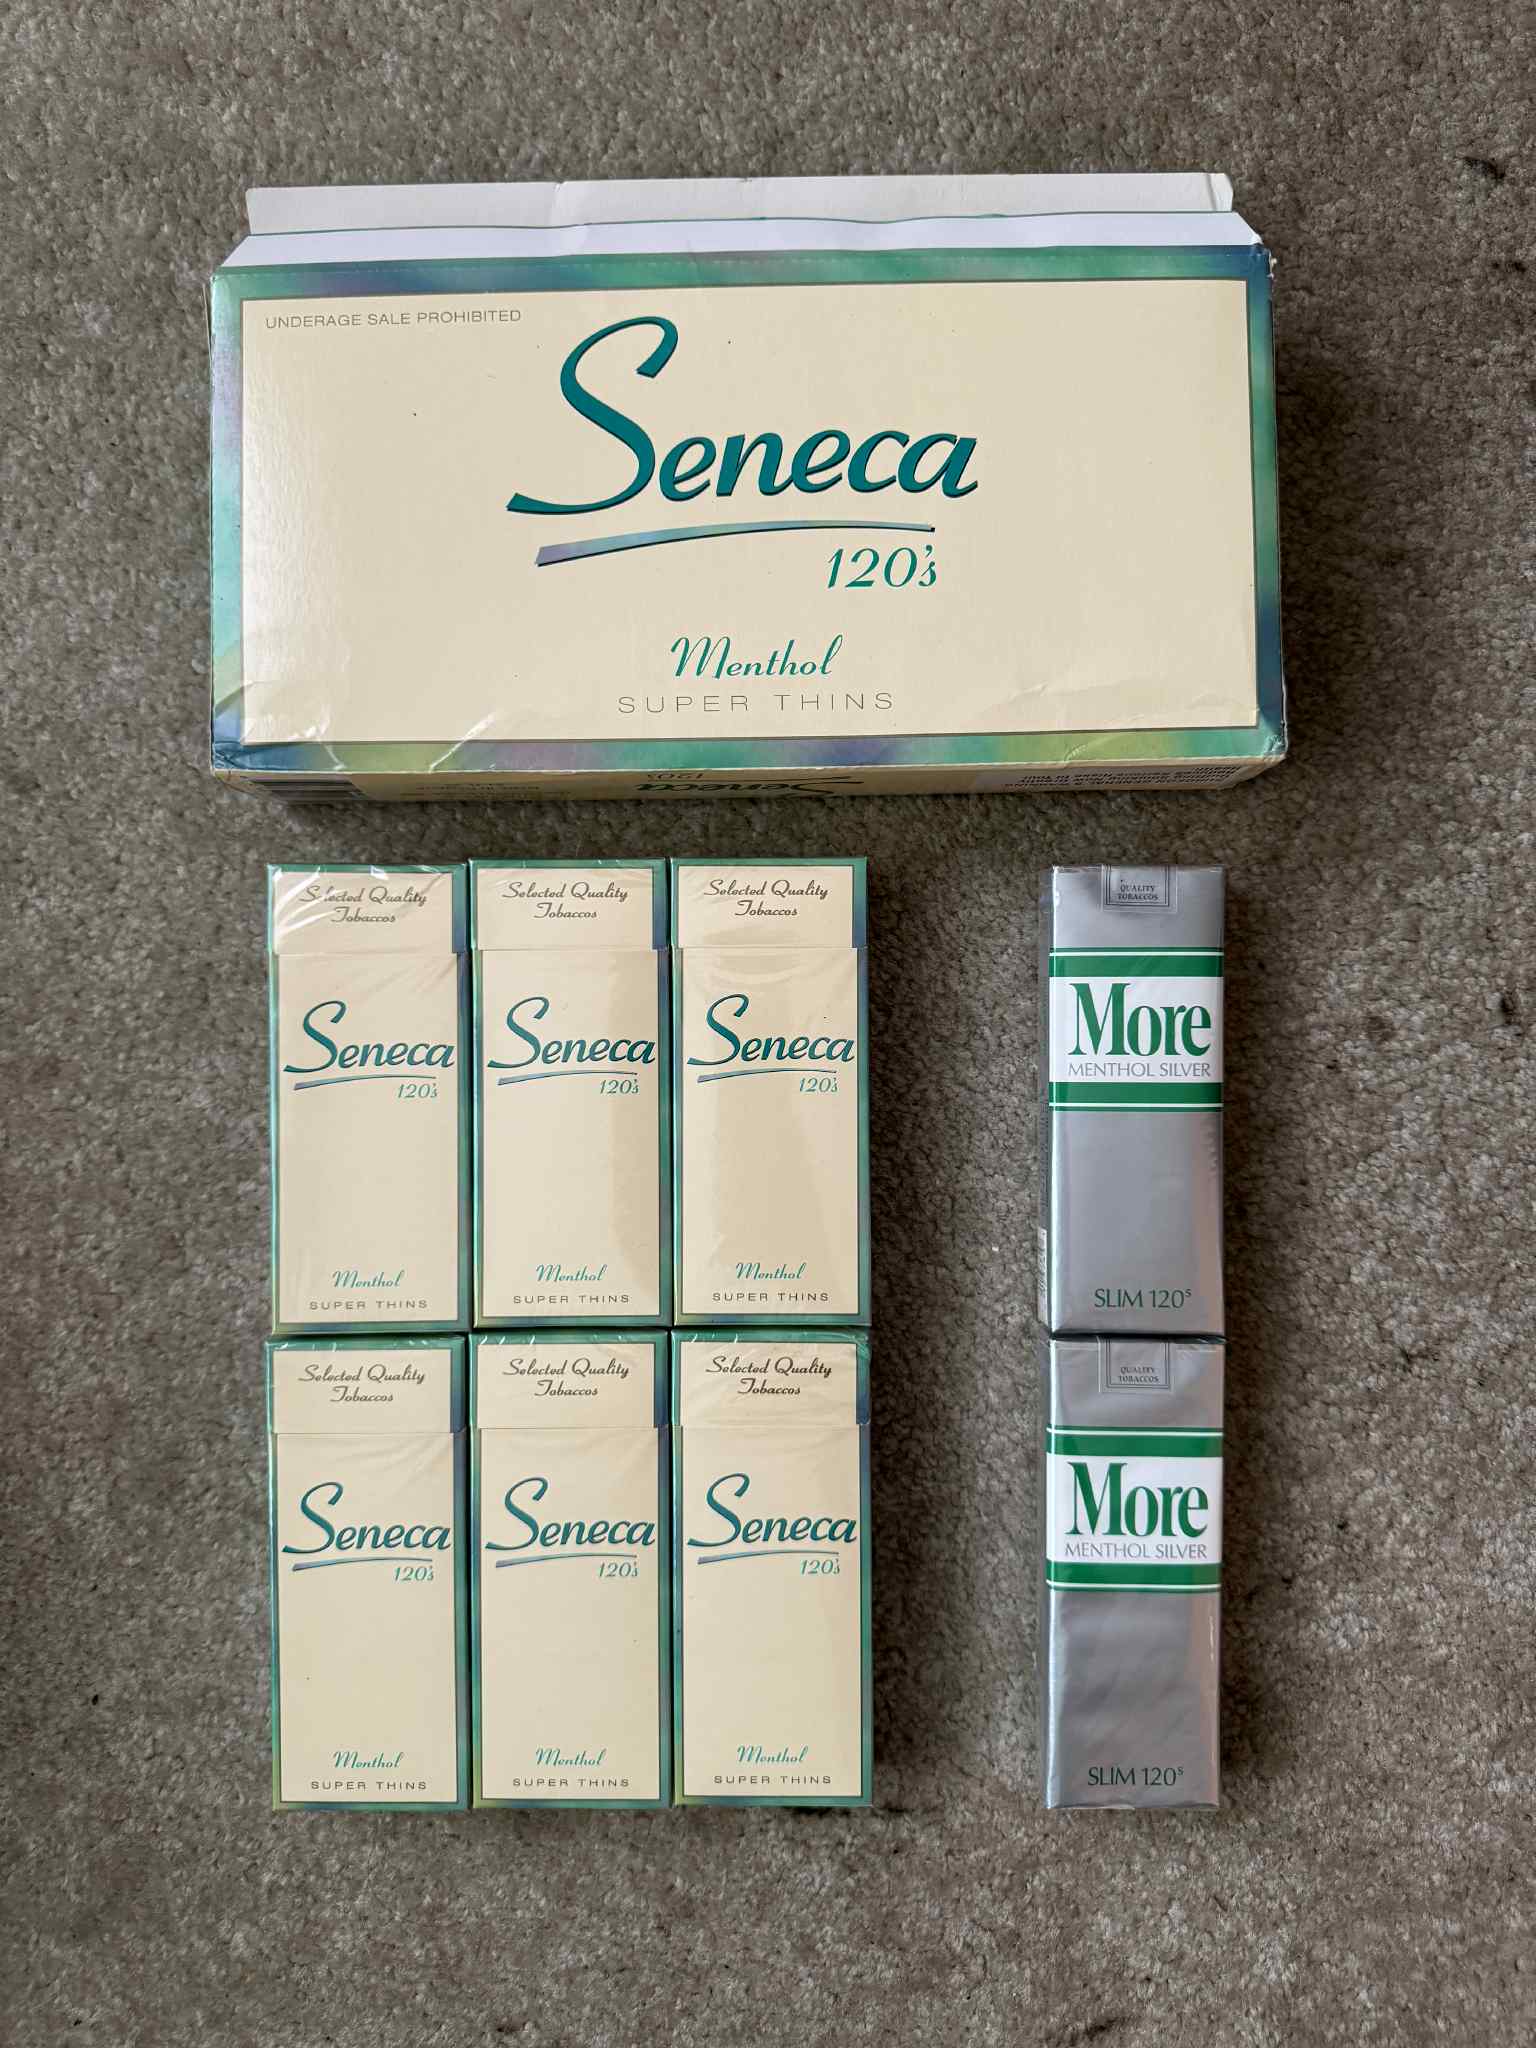 UNDERAGE SALE PROHIBITED
Seneca
120's
Menthol
SUPER THINS
Seneca
120's
Selected Quality
Tobaccos
Seneca
120's
Menthol
SUPER THINS
Selected Quality
Tobaccos
Seneca
120's
Menthol
SUPER THINS
Selected Quality
Tobaccos
Seneca
120's
Menthol
SUPER THINS
QUALITY
TOBACCOS
More
MENTHOL SILVER
SLIM 120s
Selected Quality
Tobaccos
Seneca
120's
Menthol
SUPER THINS
Selected Quality
Tobaccos
Seneca
120's
Menthol
SUPER THINS
Selected Quality
Tobaccos
Seneca
120's
Menthol
SUPER THINS
QUALITY
TOBACCOS
More
MENTHOL SILVER
SLIM 120s